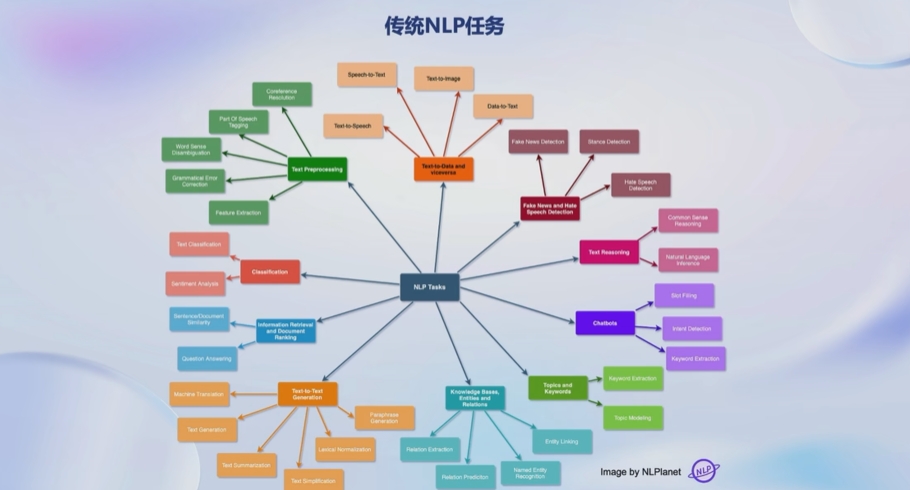 传统NLP任务
Speech-to-Text
Text-to-Image
Data-to-Text
Text-to-Speech
Text-to-Data and
viceversa
Coreference
Resolution
Part Of Speech
Tagging
Word Sense
Disambiguation
Grammatical Error
Correction
Feature Extraction
Text Preprocessing
Fake News Detection
Stance Detection
Hate Speech
Detection
Fake News and Hate
Speech Detection
Common Sense
Reasoning
Natural Language
Inference
Text Reasoning
Text Classification
Sentiment Analysis
Classification
NLP Tasks
Slot Filling
Intent Detection
Keyword Extraction
Chatbots
Sentence/Document
Similarity
Question Answering
Information Retrieval
and Document
Ranking
Keyword Extraction
Topic Modeling
Topics and
Keywords
Text-to-Text
Generation
Machine Translation
Text Generation
Text Summarization
Text Simplification
Lexical Normalization
Paraphrase
Generation
Knowledge Bases,
Entities and
Relations
Relation Extraction
Relation Prediction
Named Entity
Recognition
Entity Linking
Image by NLPlanet
NLP